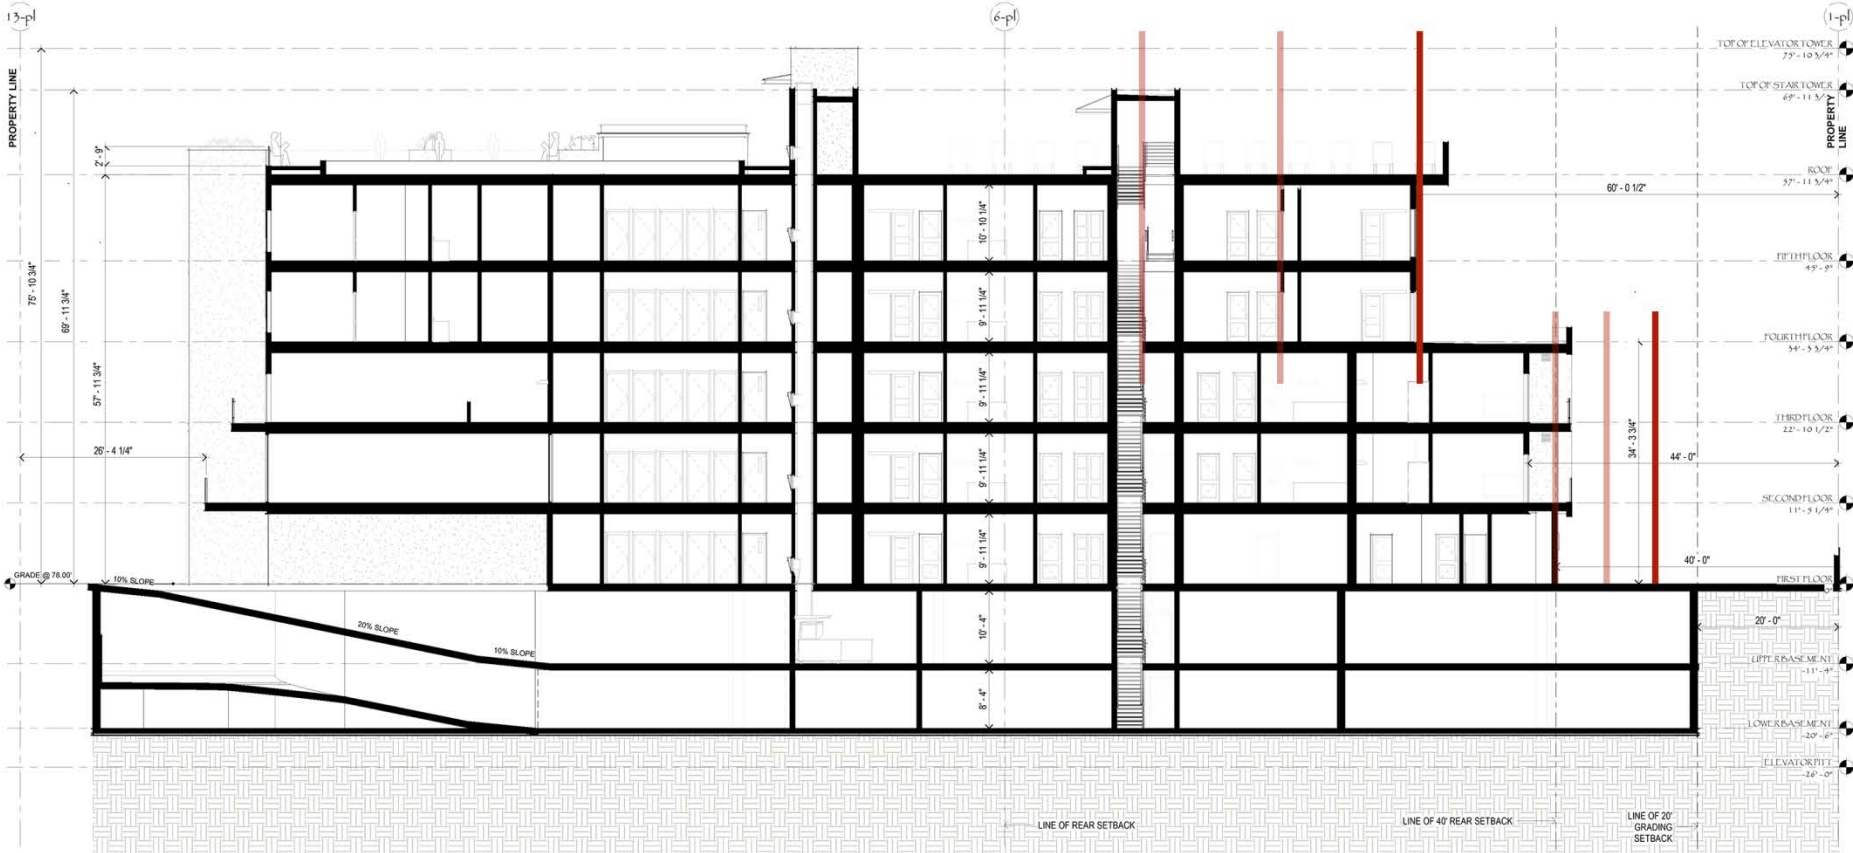 13-pl
6-pl
1-pl
TOP OF ELEVATOR TOWER
75' - 10 3/4"
TOP OF STAIR TOWER
69' - 11 3/4"
PROPERTY LINE
PROPERTY
LINE
2' - 9"
ROOF
57' - 11 3/4"
60' - 0 1/2"
10' - 10 1/4"
75' - 10 3/4"
69' - 11 3/4"
57' - 11 3/4"
FIFTH FLOOR
45' - 9"
9' - 11 1/4"
FOURTH FLOOR
34' - 3 3/4"
9' - 11 1/4"
THIRD FLOOR
22' - 10 1/2"
26' - 4 1/4"
9' - 11 1/4"
34' - 3 3/4"
44' - 0"
SECOND FLOOR
11' - 5 1/4"
9' - 11 1/4"
40' - 0"
GRADE @ 78.00'
10% SLOPE
FIRST FLOOR
20% SLOPE
10% SLOPE
10' - 4"
20' - 0"
UPPER BASEMENT
-11' - 4"
8' - 4"
LOWER BASEMENT
-20' - 6"
ELEVATOR PIT
-26' - 0"
LINE OF REAR SETBACK
LINE OF 40' REAR SETBACK
LINE OF 20'
GRADING
SETBACK